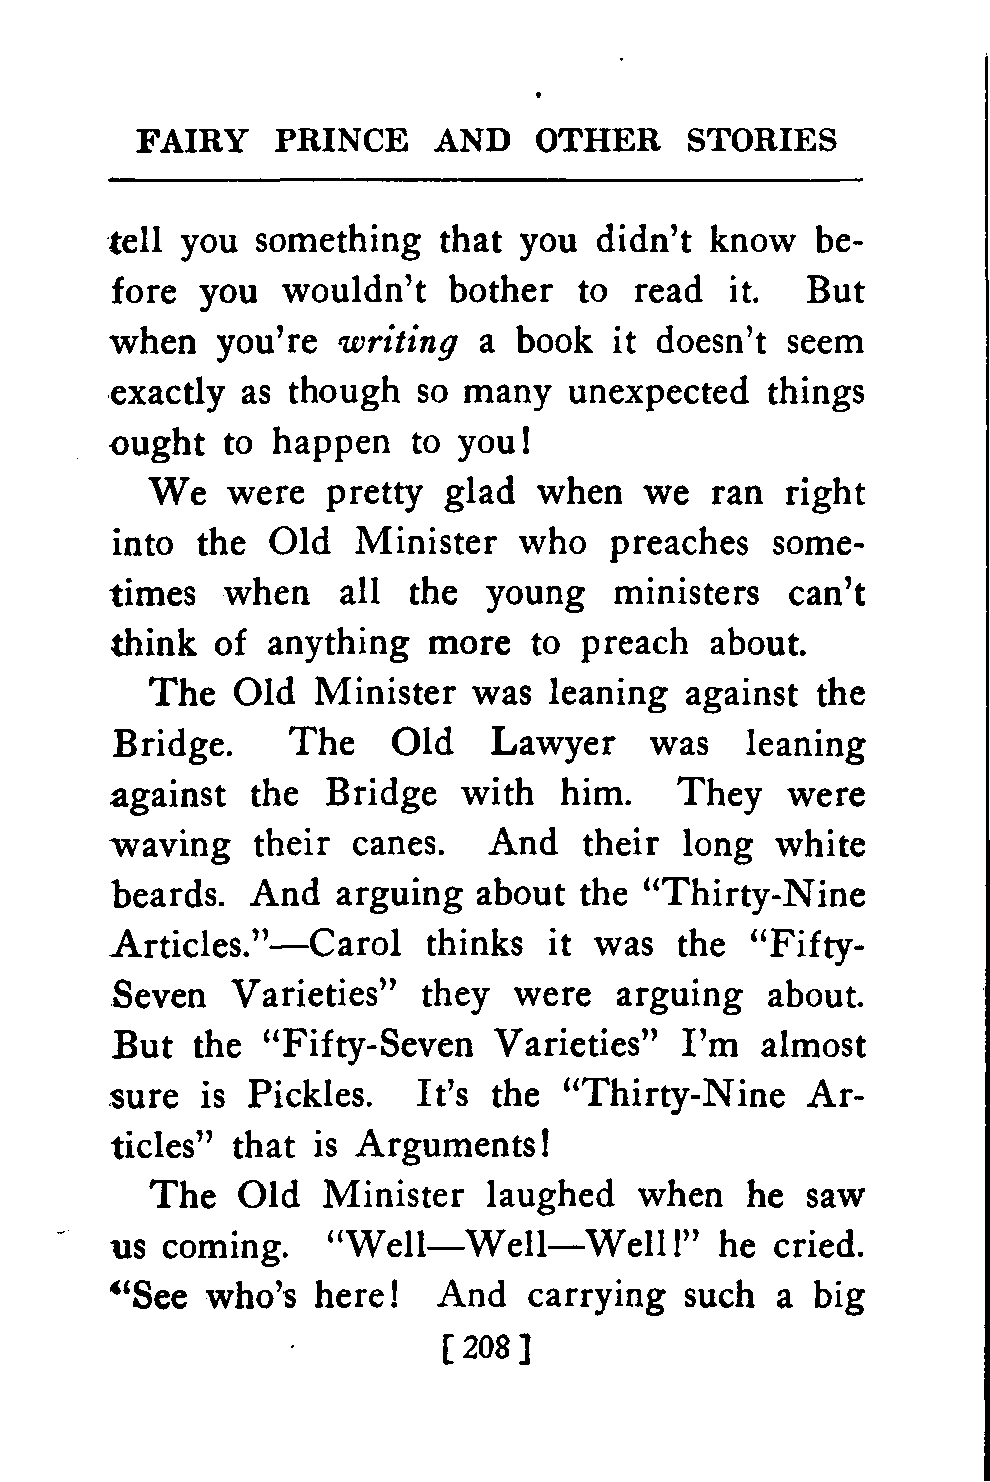 FAIRY PRINCE AND OTHER STORIES
tell you something that you didn't know be-
fore you wouldn't bother to read it. But
when you're writing a book it doesn't seem
exactly as though so many unexpected things
ought to happen to you!
We were pretty glad when we ran right
into the Old Minister who preaches some-
times when all the young ministers can't
think of anything more to preach about.
The Old Minister was leaning against the
Bridge. The Old Lawyer was leaning
against the Bridge with him. They were
waving their canes. And their long white
beards. And arguing about the "Thirty-Nine
Articles."—Carol thinks it was the "Fifty-
Seven Varieties" they were arguing about.
But the "Fifty-Seven Varieties" I'm almost
sure is Pickles. It's the "Thirty-Nine Ar-
ticles" that is Arguments!
The Old Minister laughed when he saw
us coming. "Well—Well—Well!" he cried.
"See who's here! And carrying such a big
[208]